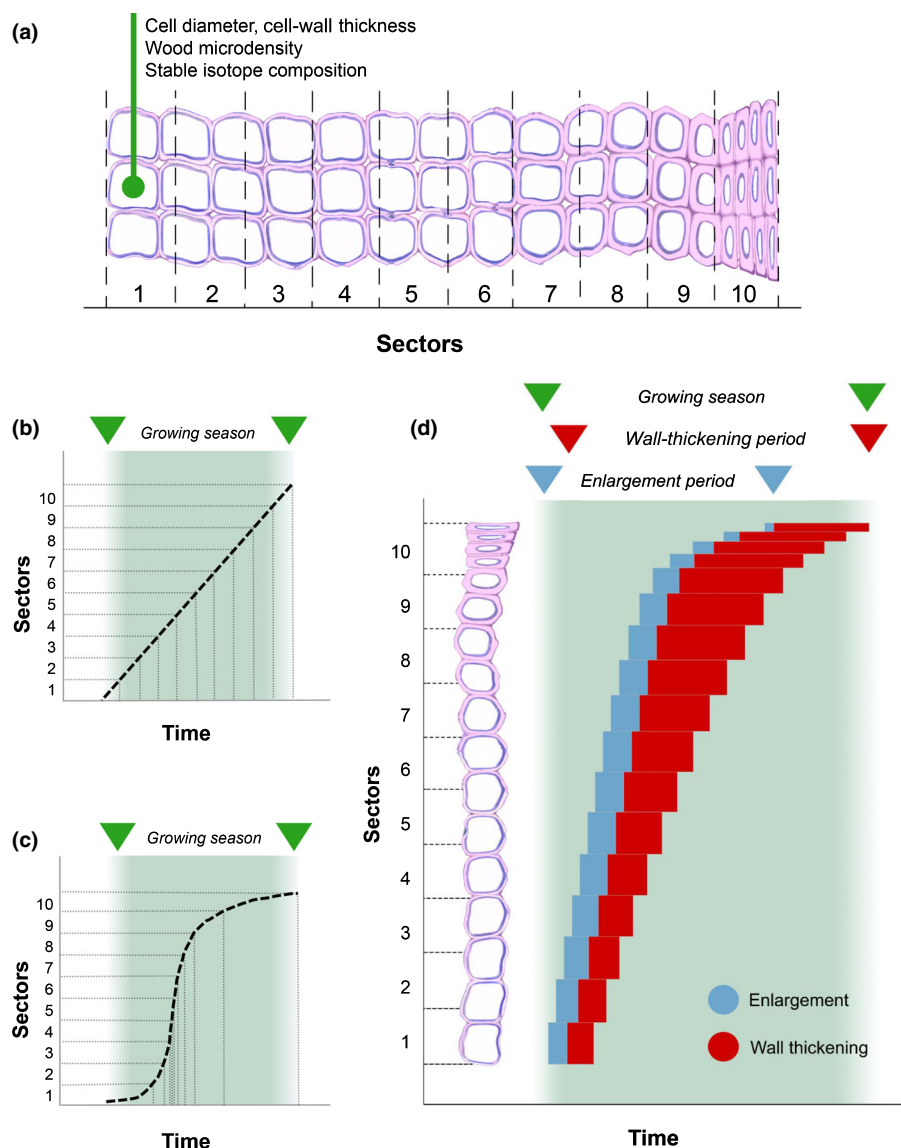 (a)
Cell diameter, cell-wall thickness
Wood microdensity
Stable isotope composition
1 2 3 4 5 6 7 8 9 10
Sectors
(b)
Growing season
10
9
8
7
6
5
4
3
2
1
Sectors
Time
(c)
Growing season
10
9
8
7
6
5
4
3
2
1
Sectors
Time
(d)
Growing season
Wall-thickening period
Enlargement period
10
9
8
7
6
5
4
3
2
1
Sectors
Enlargement
Wall thickening
Time